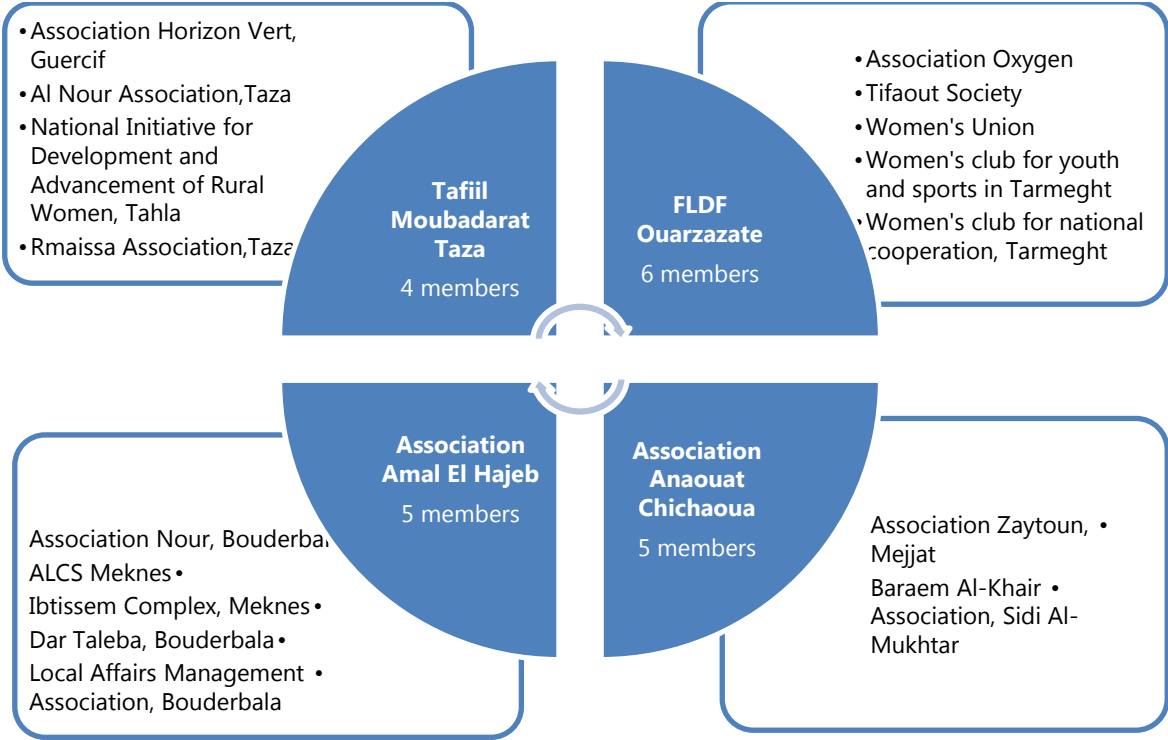 •Association Horizon Vert,
Guercif
•Al Nour Association,Taza
•National Initiative for
Development and
Advancement of Rural
Women, Tahla
•Rmaissa Association,Taza
Tafiil
Moubadarat
Taza
4 members
FLDF
Ouarzazate
6 members
•Association Oxygen
•Tifaout Society
•Women's Union
•Women's club for youth
and sports in Tarmeght
•Women's club for national
cooperation, Tarmeght
Association
Amal El Hajeb
5 members
Association Nour,
ALCS Meknes•
Ibtissem Complex, Meknes•
Dar Taleba, Bouderbala•
Local Affairs Management •
Association, Bouderbala
Association
Anaouat
Chichaoua
5 members
Association Zaytoun, •
Mejjat
Baraem Al-Khair •
Association, Sidi Al-
Mukhtar